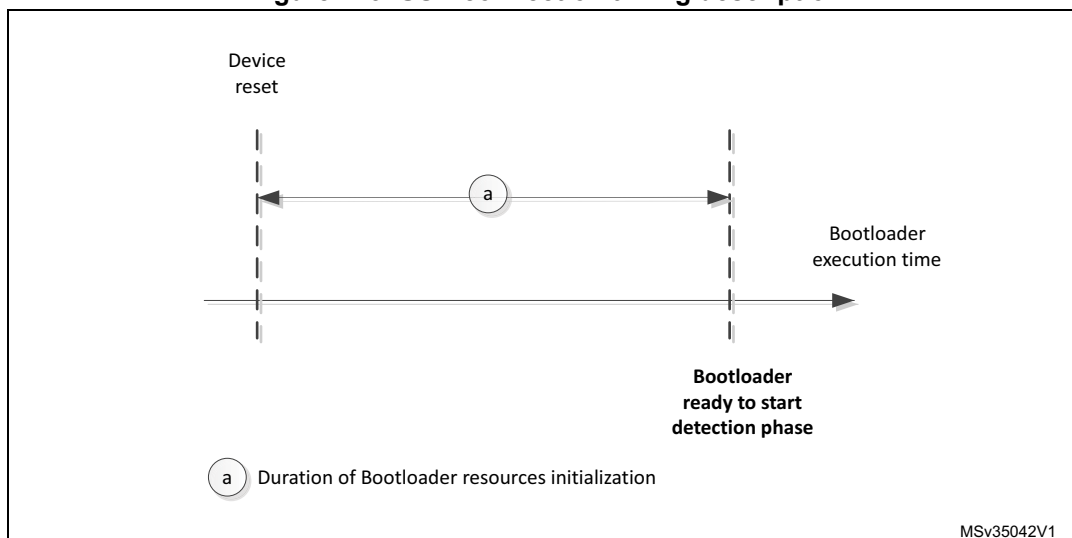 Device
reset
a
Bootloader
execution time
Bootloader
ready to start
detection phase
a Duration of Bootloader resources initialization
MSv35042V1